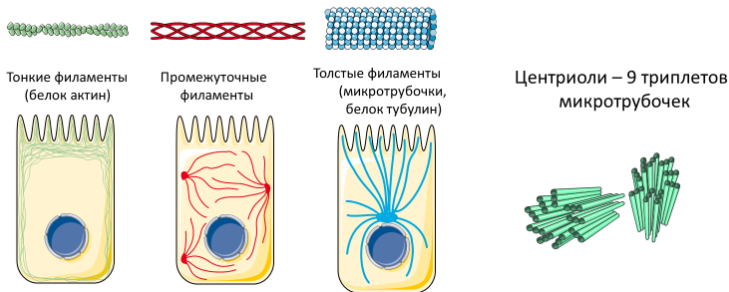 Тонкие филаменты
(белок актин)
Промежуточные
филаменты
Толстые филаменты
(микротрубочки,
белок тубулин)
Центриоли – 9 триплетов
микротрубочек